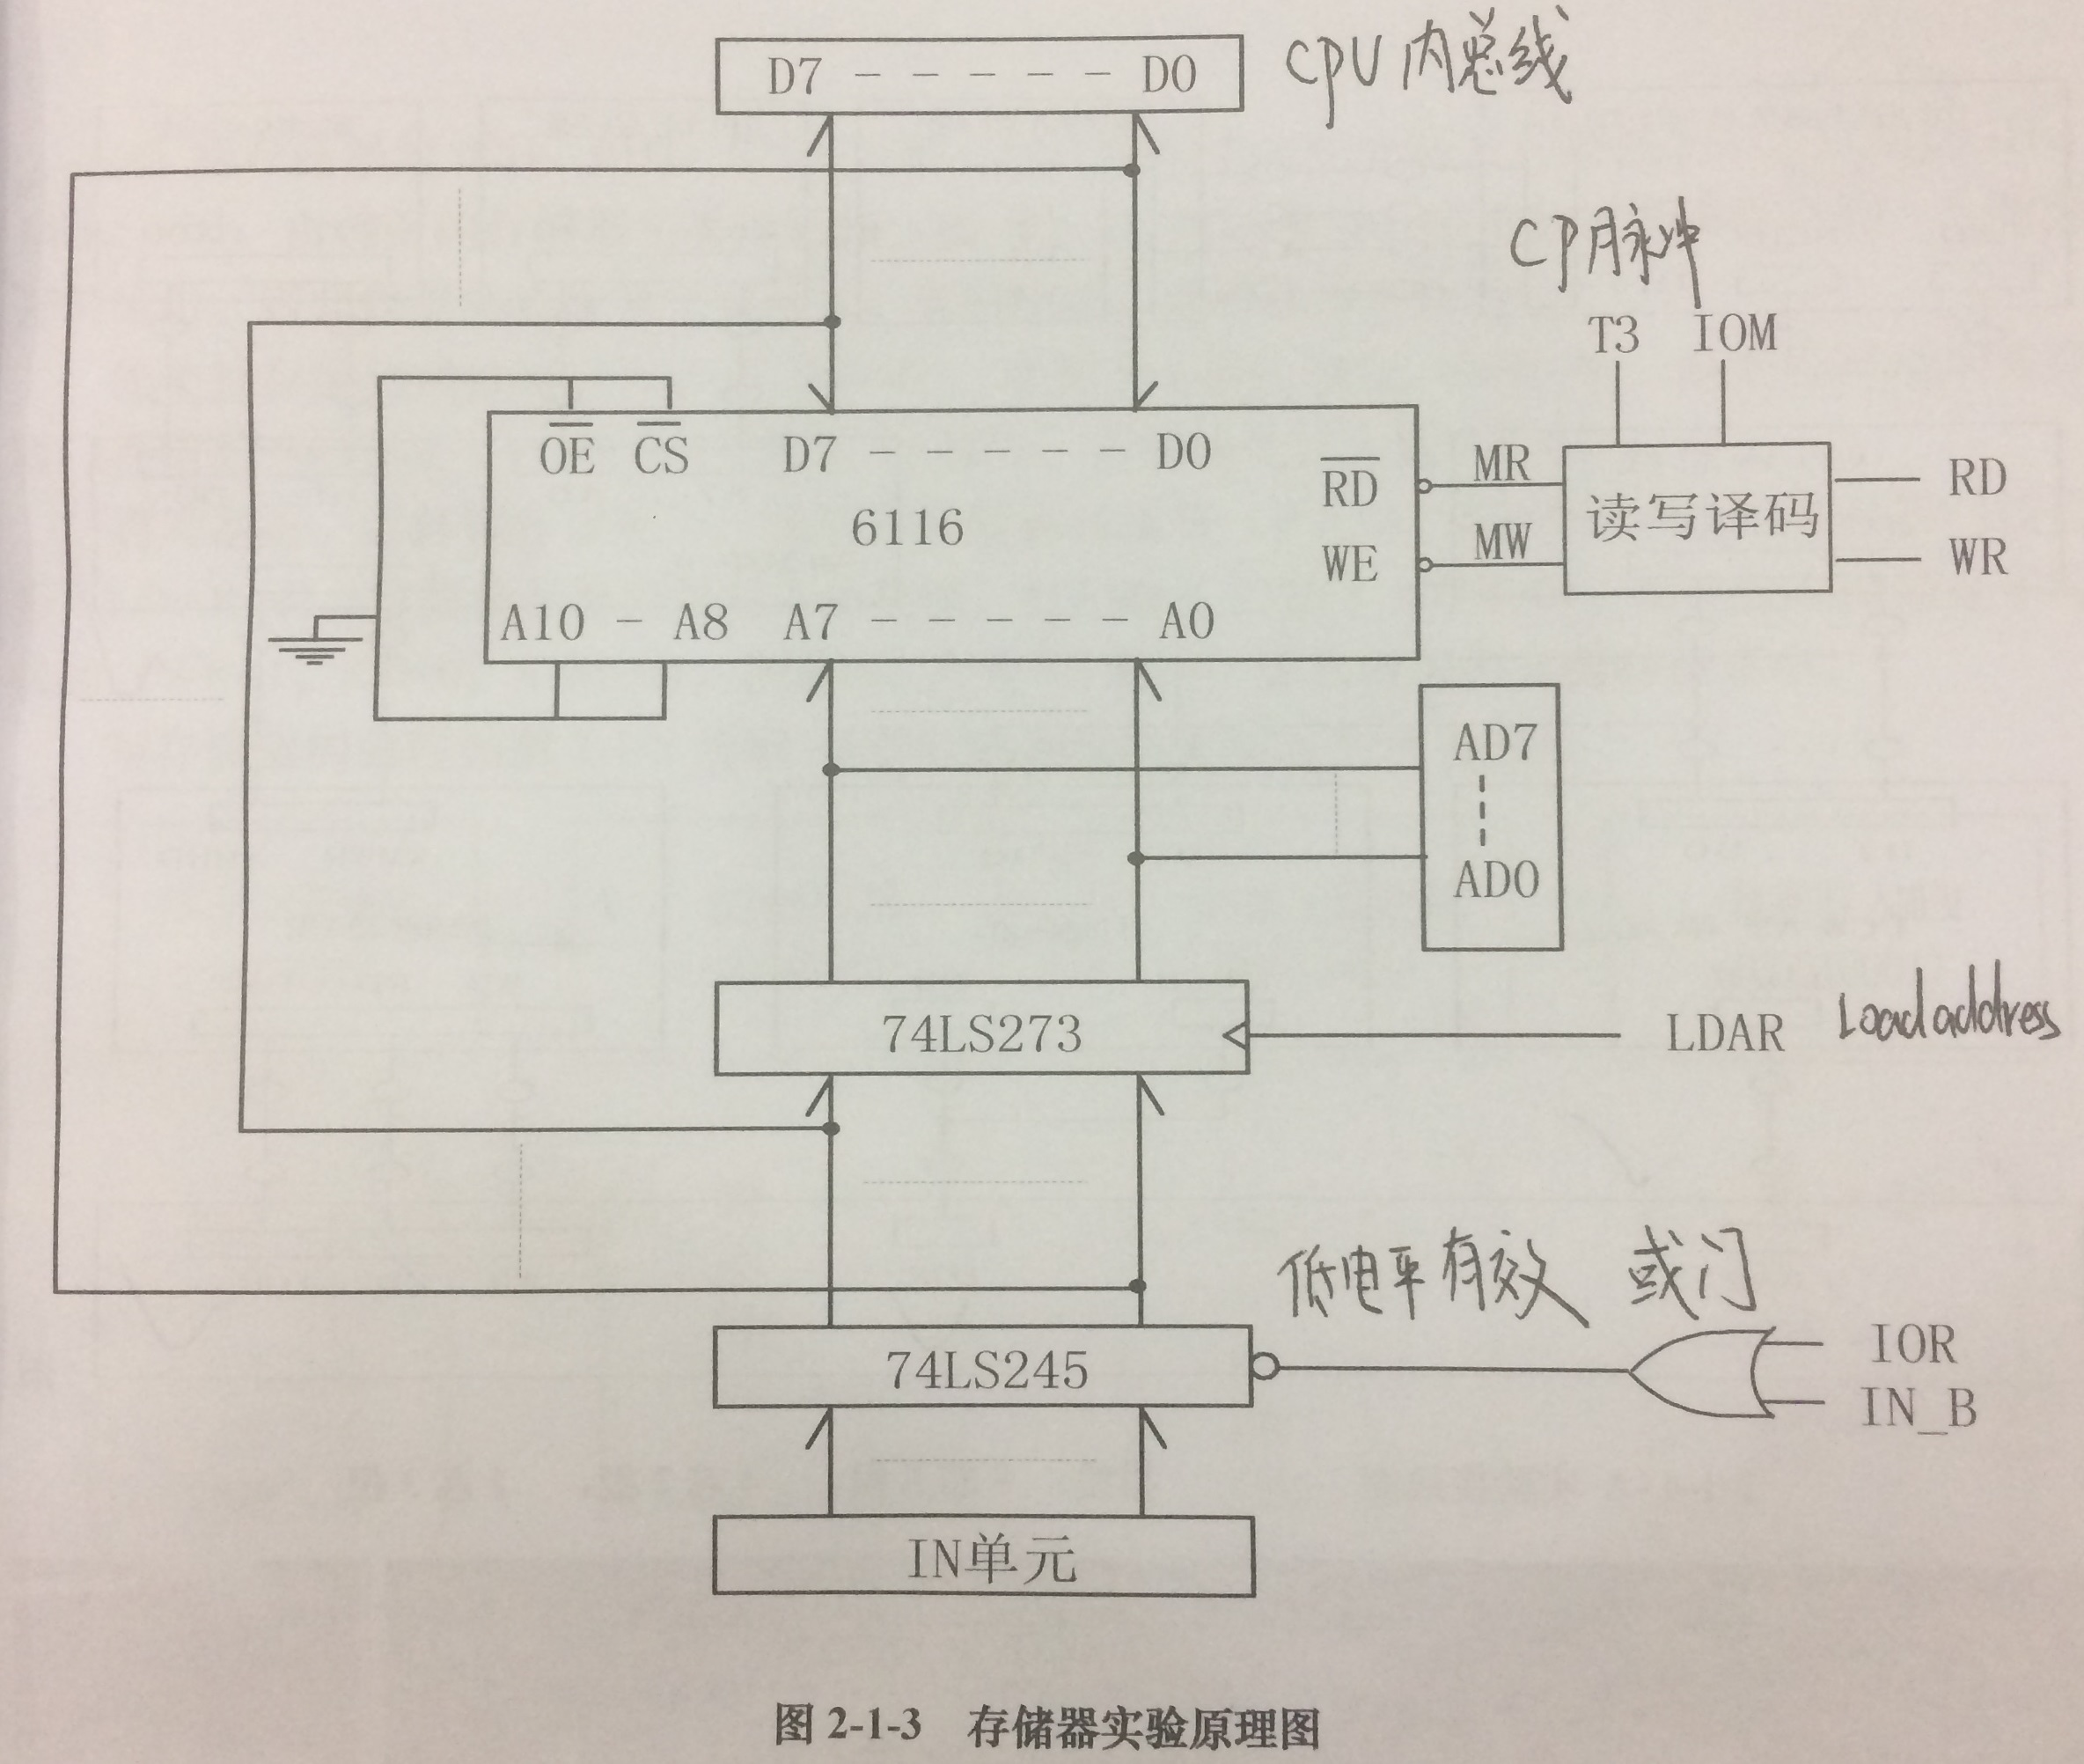 D7 - - - - - D0 CPU内总线
CP脉冲
T3 IOM
OE CS D7 - - - - - D0
RD MR RD
6116 读写译码
WE MW WR
A10 - A8 A7 - - - - - A0
AD7
AD0
74LS273 LDAR Load address
低电平有效 或门
74LS245 IOR
IN_B
IN单元
图 2-1-3 存储器实验原理图